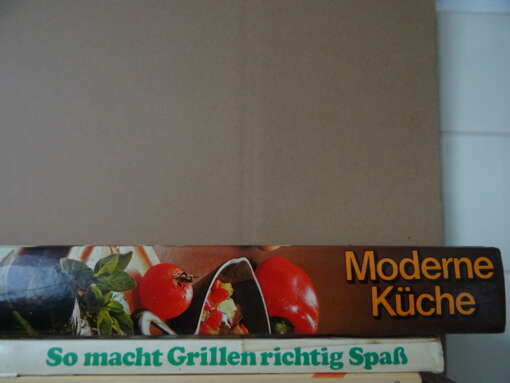 Moderne
Küche
So macht Grillen richtig Spaß